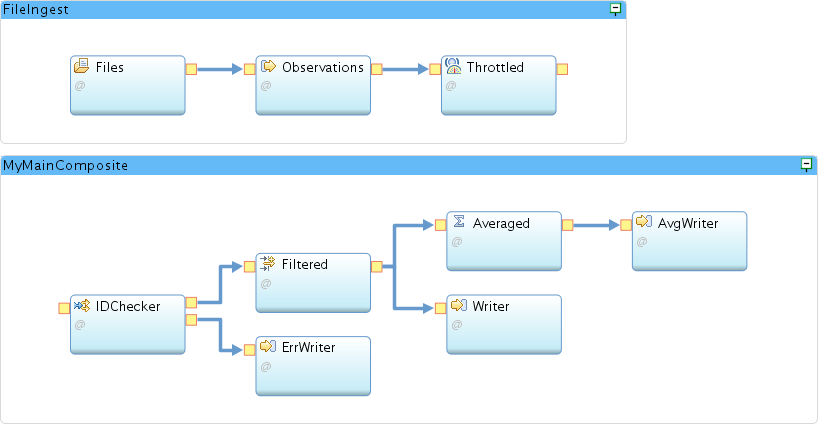 FileIngest
Files
@
Observations
@
Throttled
@
MyMainComposite
Averaged
@
AvgWriter
@
Filtered
@
IDChecker
@
Writer
@
ErrWriter
@